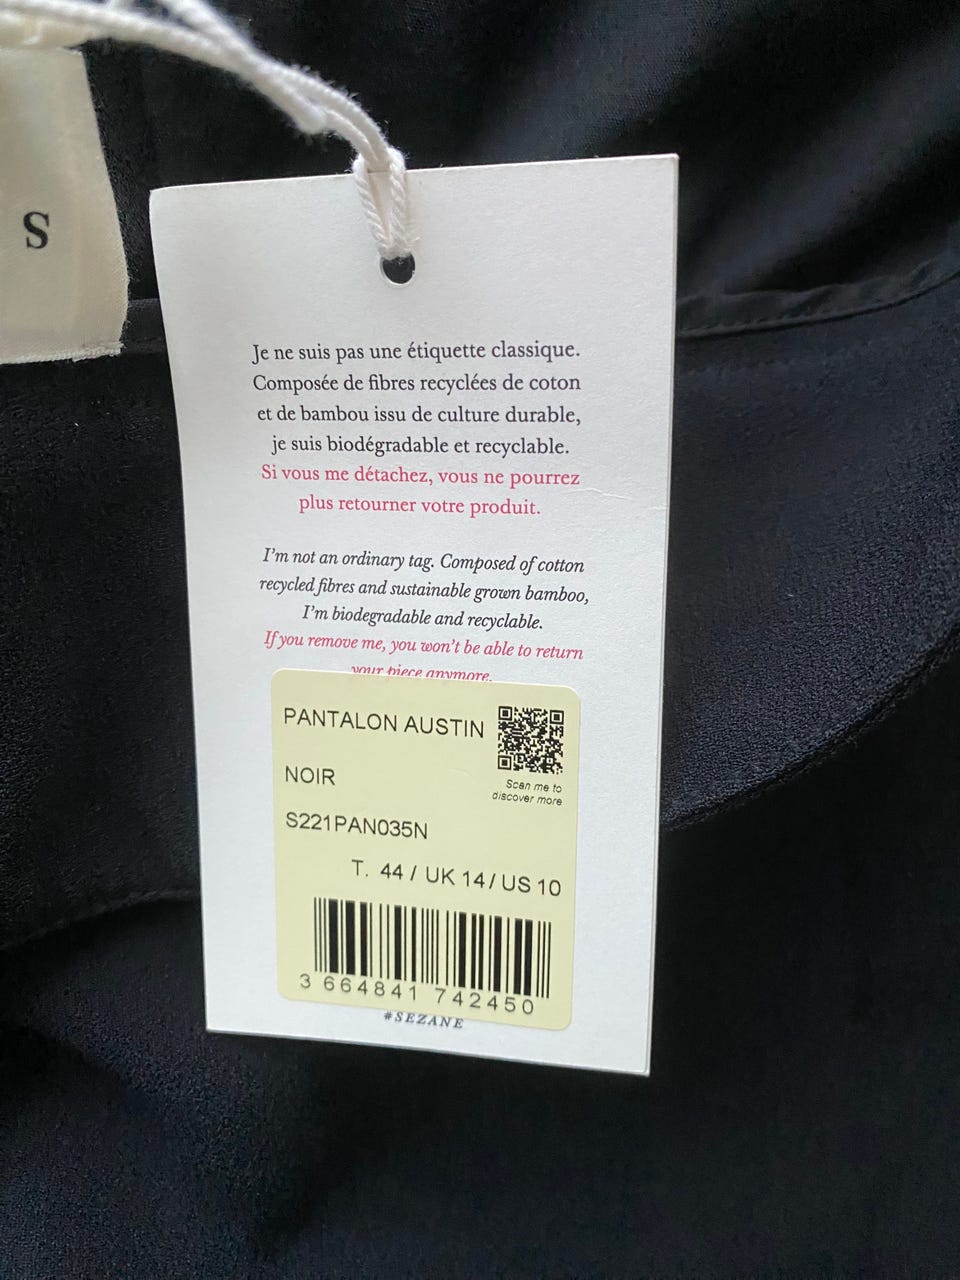 S
Je ne suis pas une étiquette classique.
Composée de fibres recyclées de coton
et de bambou issu de culture durable,
je suis biodégradable et recyclable.
Si vous me détachez, vous ne pourrez
plus retourner votre produit.
I'm not an ordinary tag. Composed of cotton
recycled fibres and sustainable grown bamboo,
I'm biodegradable and recyclable.
If you remove me, you won't be able to return
your piece anymore.
PANTALON AUSTIN
Scan me to
discover more
NOIR
S221PAN035N
T. 44 / UK 14 / US 10
3 664841 742450
#SEZANE